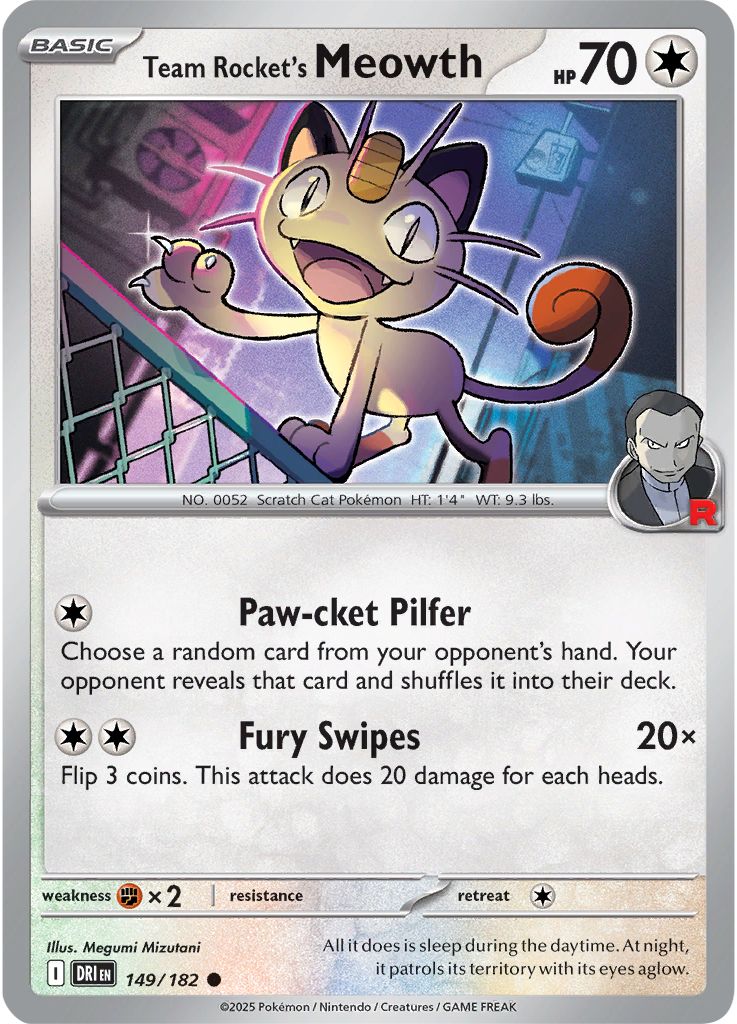 BASIC
Team Rocket's Meowth HP 70
NO. 0052 Scratch Cat Pokémon HT: 1'4" WT: 9.3 lbs.
R
Paw-cket Pilfer
Choose a random card from your opponent's hand. Your
opponent reveals that card and shuffles it into their deck.
Fury Swipes 20×
Flip 3 coins. This attack does 20 damage for each heads.
weakness ×2 resistance retreat
Illus. Megumi Mizutani
All it does is sleep during the daytime. At night,
it patrols its territory with its eyes aglow.
I DRI EN 149/182
©2025 Pokémon / Nintendo / Creatures / GAME FREAK